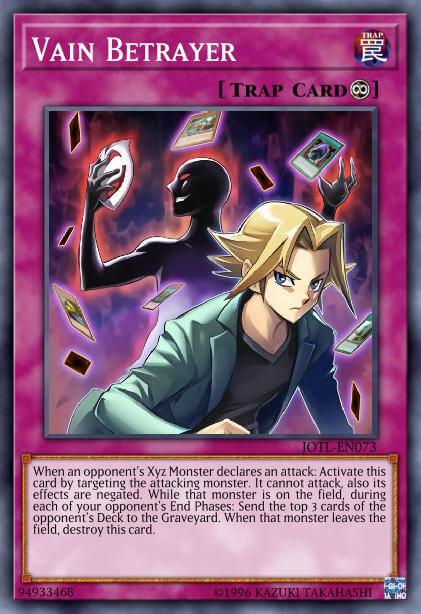 VAIN BETRAYER
TRAP
罠
[TRAP CARD]
JOTL-EN073
When an opponent's Xyz Monster declares an attack: Activate this
card by targeting the attacking monster. It cannot attack, also its
effects are negated. While that monster is on the field, during
each of your opponent's End Phases: Send the top 3 cards of the
opponent's Deck to the Graveyard. When that monster leaves the
field, destroy this card.
94933468
©1996 KAZUKI TAKAHASHI